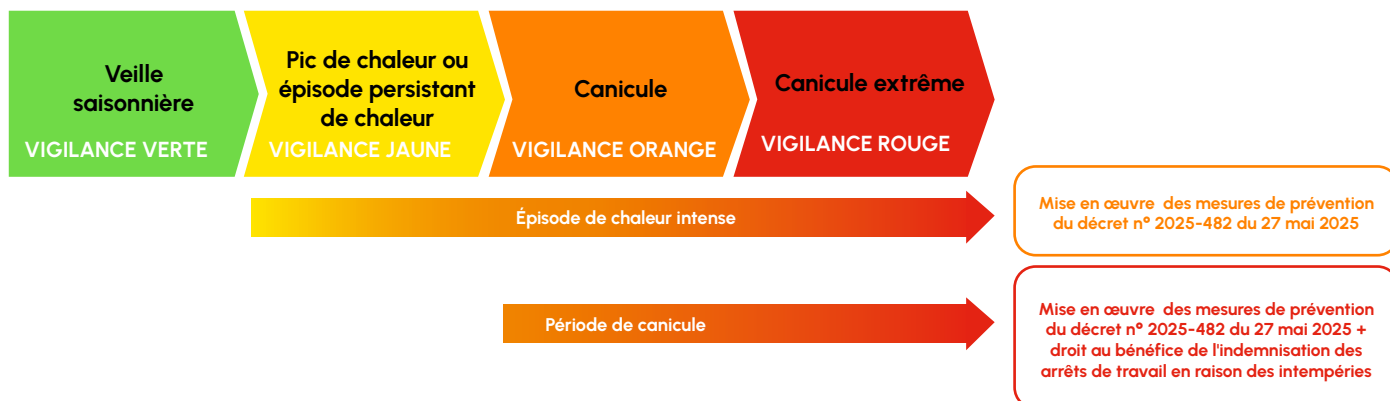 Veille
saisonnière
VIGILANCE VERTE
Pic de chaleur ou
épisode persistant
de chaleur
VIGILANCE JAUNE
Canicule
VIGILANCE ORANGE
Canicule extrême
VIGILANCE ROUGE
Épisode de chaleur intense
Mise en œuvre des mesures de prévention
du décret n° 2025-482 du 27 mai 2025
Période de canicule
Mise en œuvre des mesures de prévention
du décret n° 2025-482 du 27 mai 2025 +
droit au bénéfice de l'indemnisation des
arrêts de travail en raison des intempéries